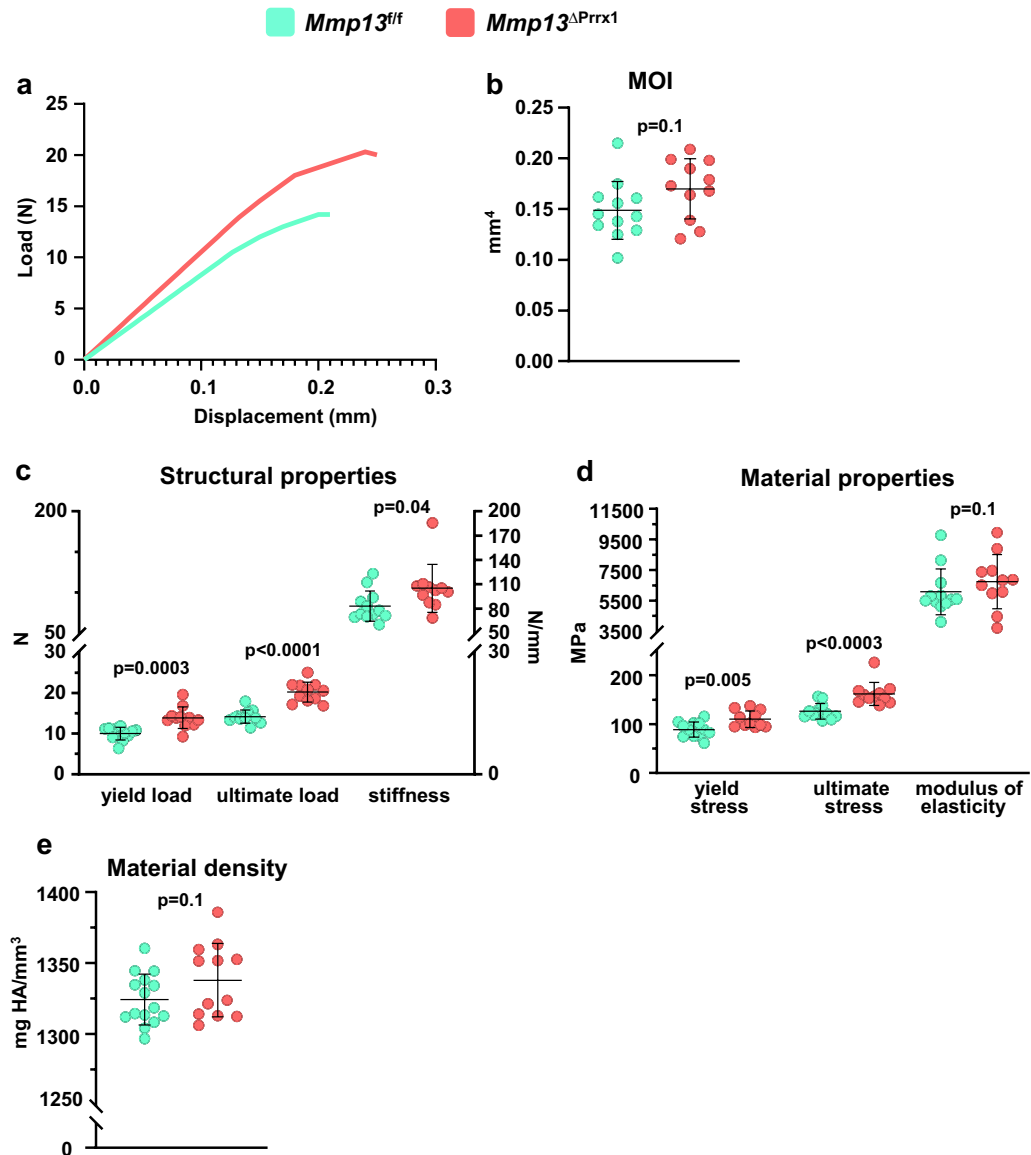 Mmp13f/f Mmp13ΔPrrx1
a
25
20
15
10
5
0
Load (N)
0.0 0.1 0.2 0.3
Displacement (mm)
b
MOI
p=0.1
0.25
0.20
0.15
0.10
0.05
0.00
mm4
c
Structural properties
p=0.04
p=0.0003
p<0.0001
200
50
30
20
10
0
N
200
170
140
110
80
50
30
0
N/mm
yield load ultimate load stiffness
d
Material properties
p=0.1
p<0.0003
p=0.005
11500
9500
7500
5500
3500
200
100
0
MPa
yield stress
ultimate stress
modulus of elasticity
e
Material density
p=0.1
1400
1350
1300
1250
0
mg HA/mm3